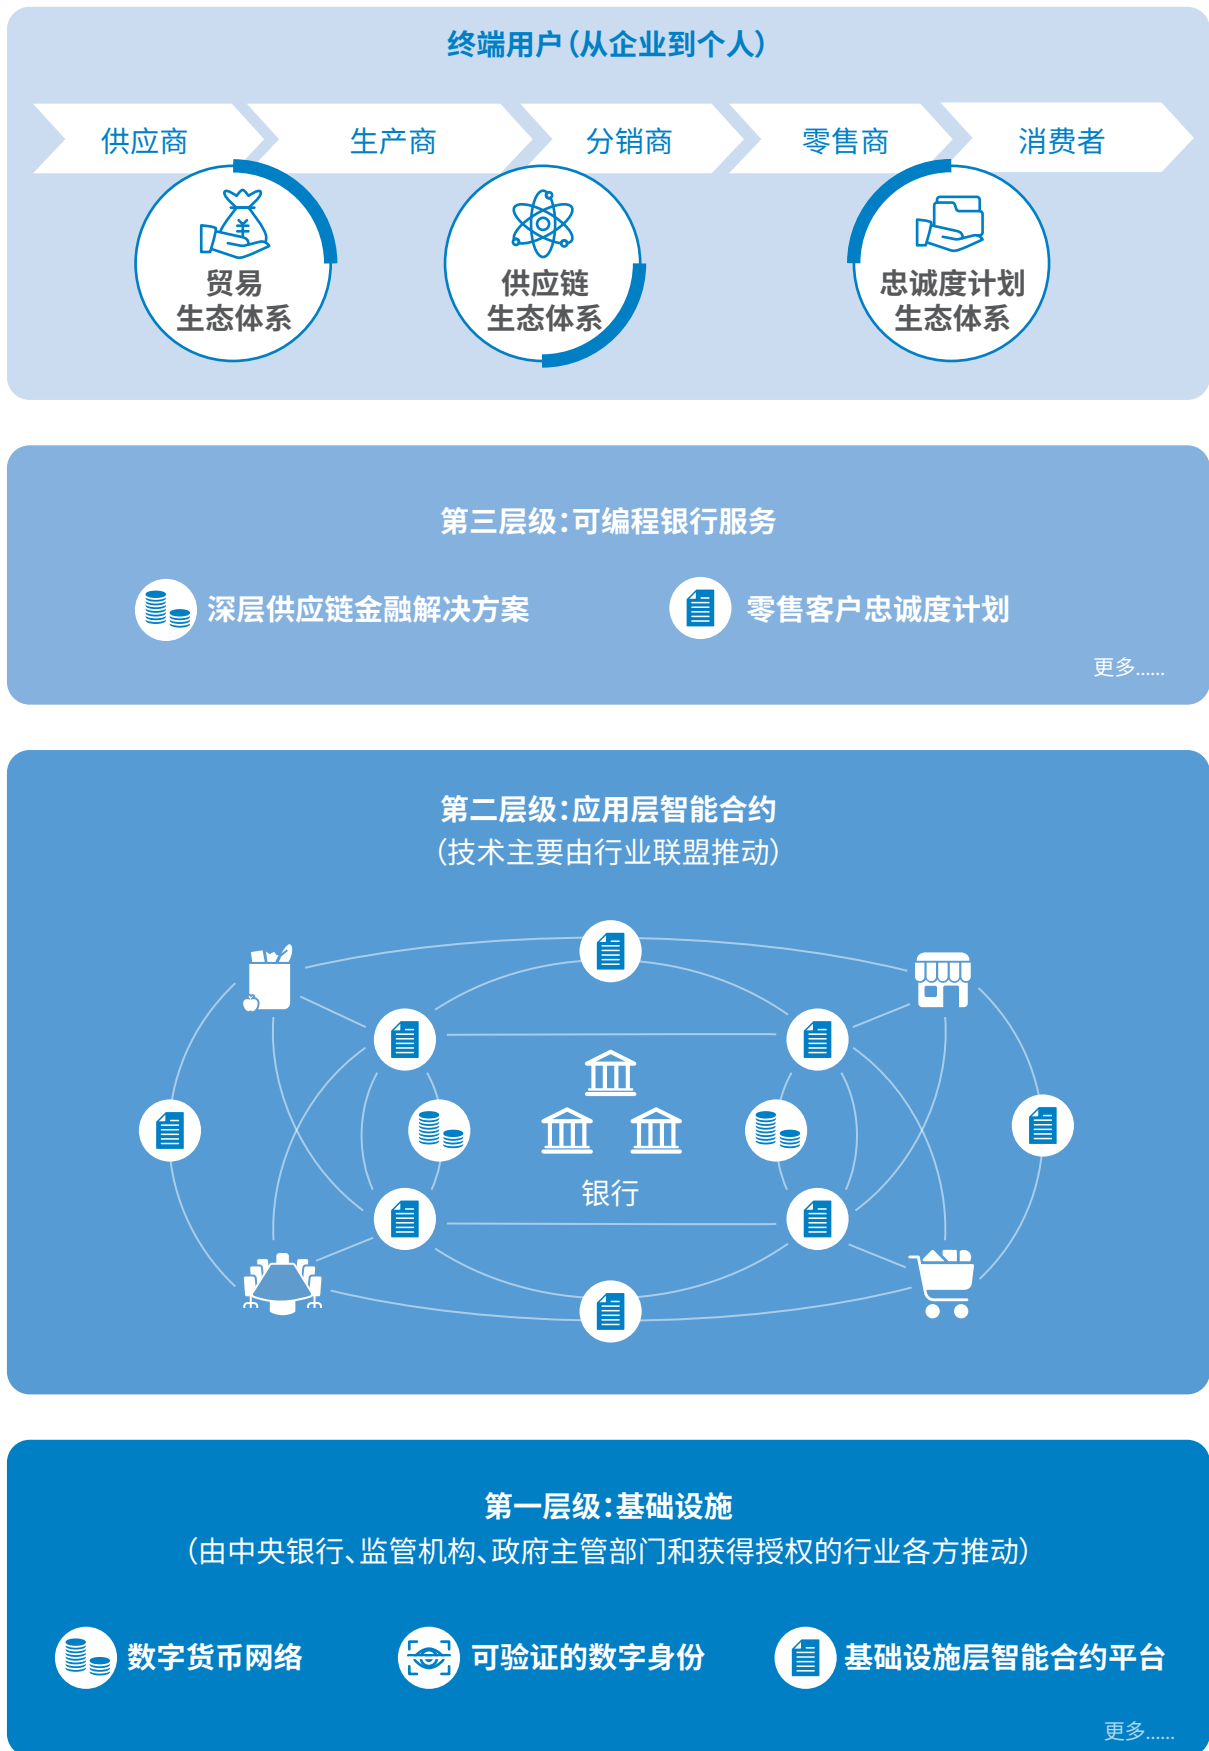 终端用户（从企业到个人）
供应商
生产商
分销商
零售商
消费者
贸易
生态体系
供应链
生态体系
忠诚度计划
生态体系
第三层级：可编程银行服务
深层供应链金融解决方案
零售客户忠诚度计划
更多......
第二层级：应用层智能合约
（技术主要由行业联盟推动）
银行
第一层级：基础设施
（由中央银行、监管机构、政府主管部门和获得授权的行业各方推动）
数字货币网络
可验证的数字身份
基础设施层智能合约平台
更多......